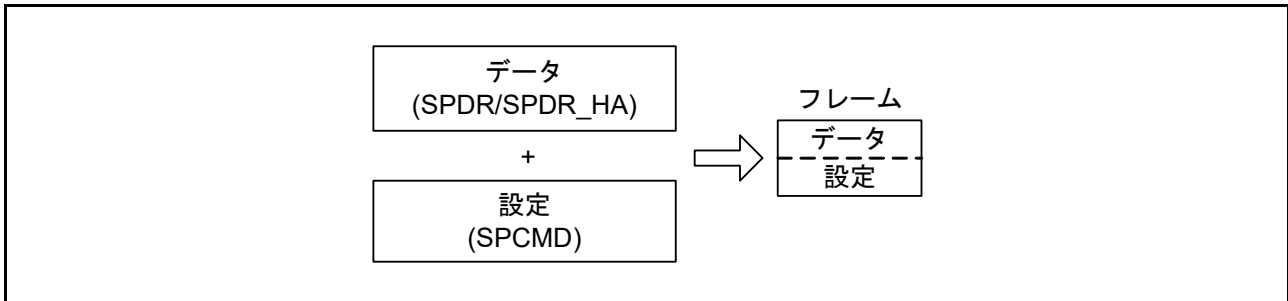 データ
(SPDR/SPDR_HA)
+
設定
(SPCMD)
フレーム
データ
設定